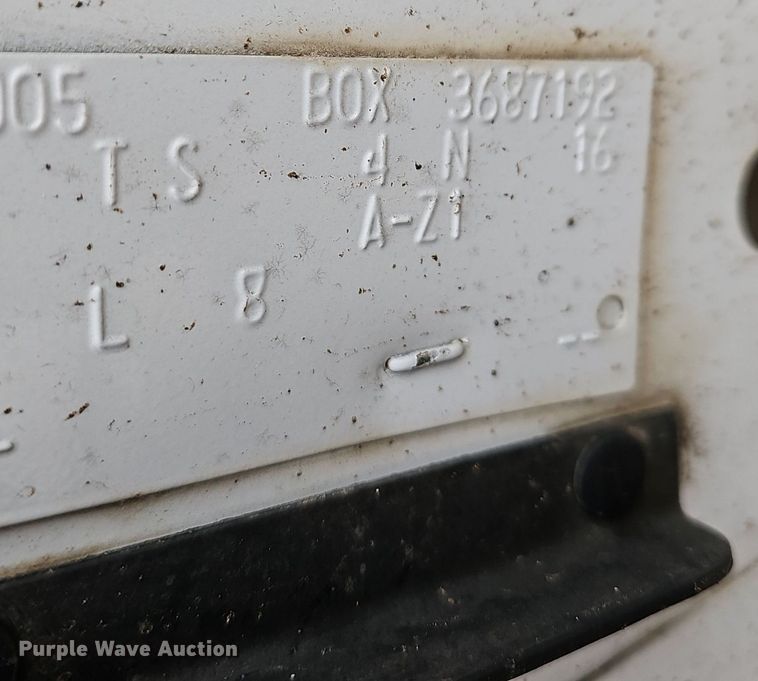 005 BOX 3687192
T S 4 N 16
A-Z1
L 8
--
Purple Wave Auction